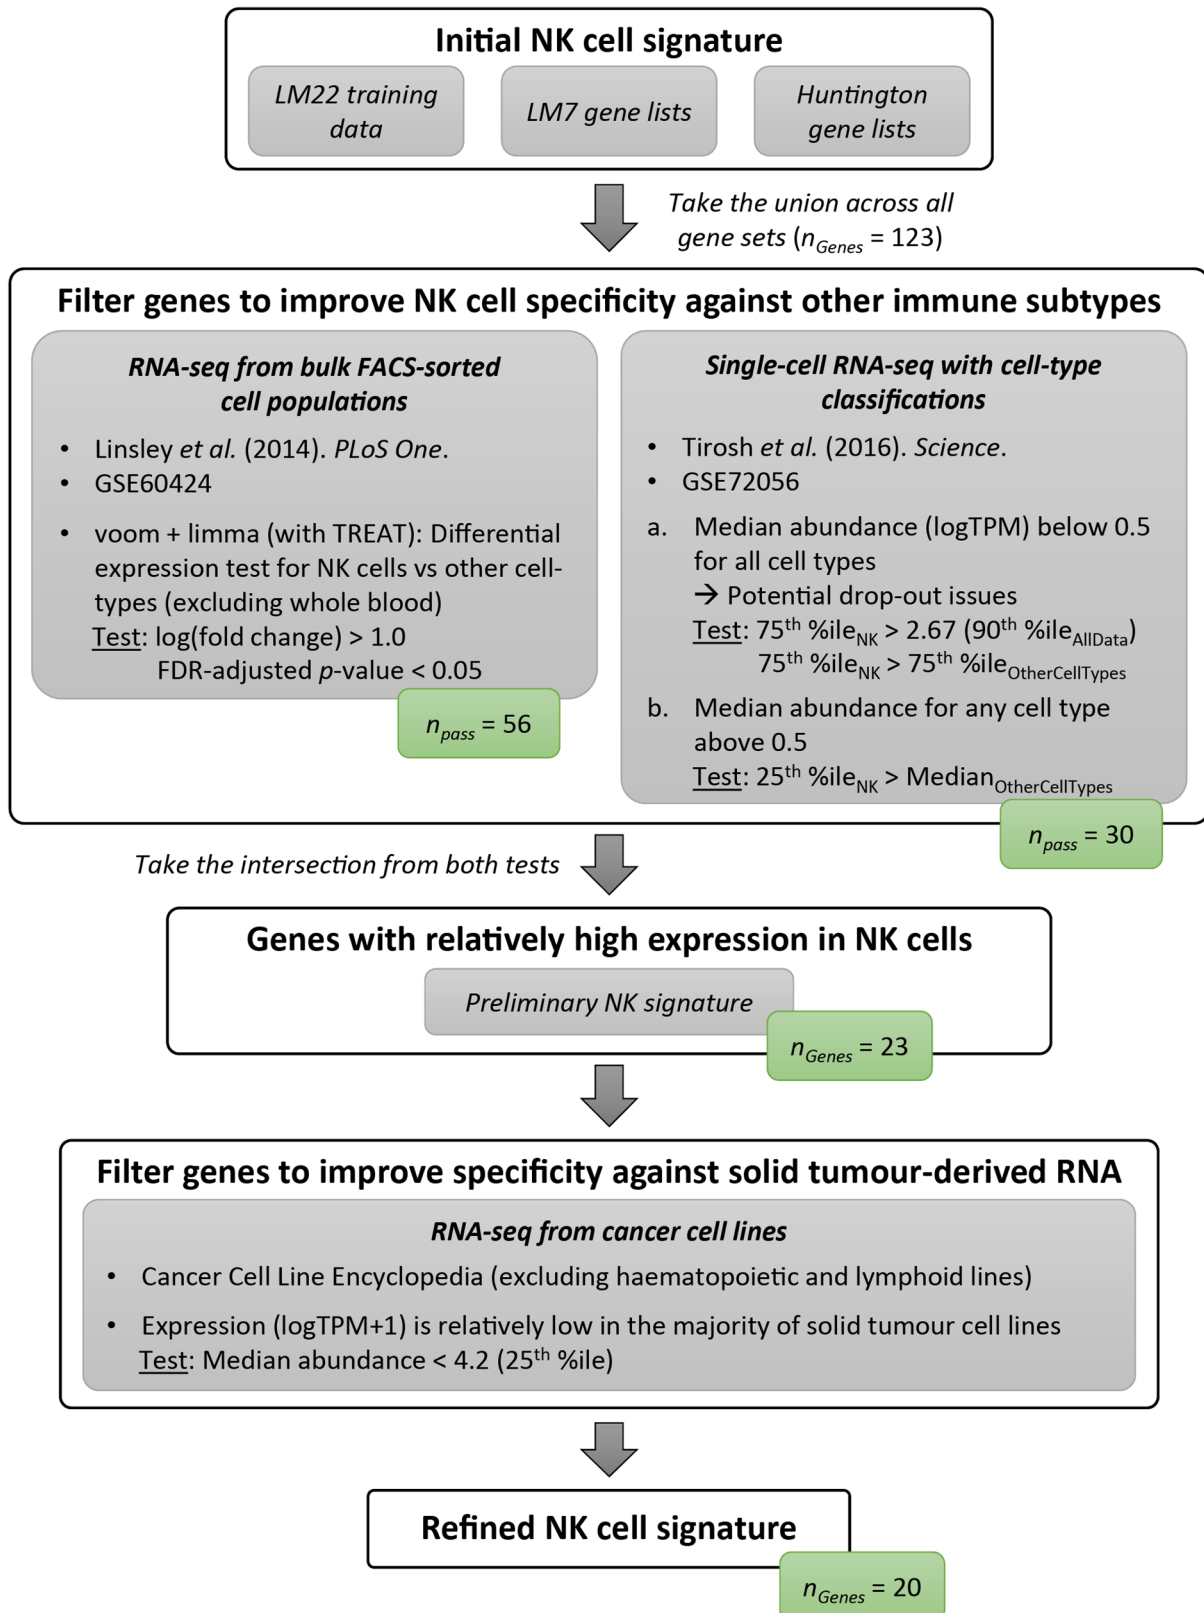 Initial NK cell signature
LM22 training
data
LM7 gene lists
Huntington
gene lists
Take the union across all
gene sets (nGenes = 123)
Filter genes to improve NK cell specificity against other immune subtypes
RNA-seq from bulk FACS-sorted
cell populations
• Linsley et al. (2014). PLoS One.
• GSE60424
• voom + limma (with TREAT): Differential
expression test for NK cells vs other cell-
types (excluding whole blood)
Test: log(fold change) > 1.0
FDR-adjusted p-value < 0.05
npass = 56
Single-cell RNA-seq with cell-type
classifications
• Tirosh et al. (2016). Science.
• GSE72056
a. Median abundance (logTPM) below 0.5
for all cell types
→ Potential drop-out issues
Test: 75th %ileNK > 2.67 (90th %ileAllData)
75th %ileNK > 75th %ileOtherCellTypes
b. Median abundance for any cell type
above 0.5
Test: 25th %ileNK > MedianOtherCellTypes
npass = 30
Take the intersection from both tests
Genes with relatively high expression in NK cells
Preliminary NK signature
nGenes = 23
Filter genes to improve specificity against solid tumour-derived RNA
RNA-seq from cancer cell lines
• Cancer Cell Line Encyclopedia (excluding haematopoietic and lymphoid lines)
• Expression (logTPM+1) is relatively low in the majority of solid tumour cell lines
Test: Median abundance < 4.2 (25th %ile)
Refined NK cell signature
nGenes = 20